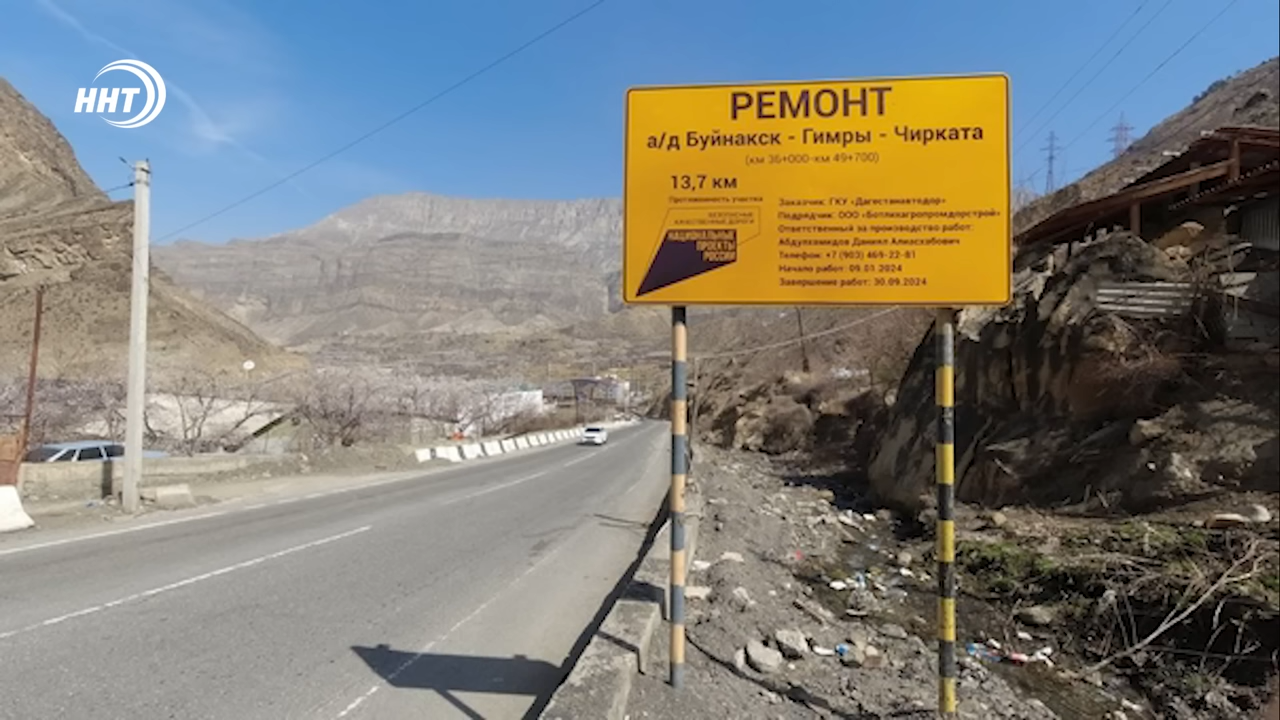 ННТ
РЕМОНТ
а/д Буйнакск - Гимры - Чирката
(км 36+000-км 49+700)
13,7 км
Протяженность участка
БЕЗОПАСНЫЕ
КАЧЕСТВЕННЫЕ ДОРОГИ
НАЦИОНАЛЬНЫЕ
ПРОЕКТЫ
РОССИИ
Заказчик: ГКУ «Дагестанавтодор»
Подрядчик: ООО «Ботлихагропромдорстрой»
Ответственный за производство работ:
Абдулхамидов Даниял Алиасхабович
Телефон: +7 (903) 469-22-81
Начало работ: 09.01.2024
Завершение работ: 30.09.2024